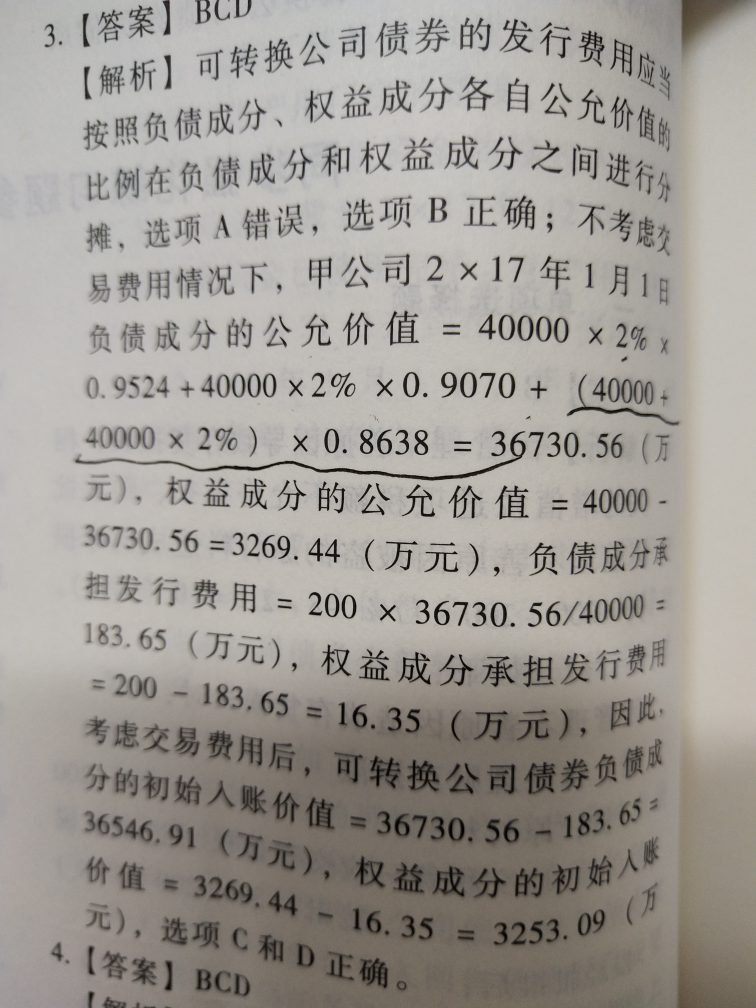 3.【答案】BCD
【解析】可转换公司债券的发行费用应当
按照负债成分、权益成分各自公允价值的
比例在负债成分和权益成分之间进行分
摊，选项 A 错误，选项 B 正确；不考虑交
易费用情况下，甲公司 2×17 年 1 月 1 日
负债成分的公允价值 = 40000 × 2% ×
0.9524 + 40000 × 2% × 0.9070 + (40000 +
40000 × 2%) × 0.8638 = 36730.56（万
元），权益成分的公允价值 = 40000 -
36730.56 = 3269.44（万元），负债成分承
担发行费用 = 200 × 36730.56/40000 =
183.65（万元），权益成分承担发行费用
= 200 - 183.65 = 16.35（万元），因此，
考虑交易费用后，可转换公司债券负债成
分的初始入账价值 = 36730.56 - 183.65 =
36546.91（万元），权益成分的初始入账
价值 = 3269.44 - 16.35 = 3253.09（万
元），选项 C 和 D 正确。
4.【答案】BCD
【解析】